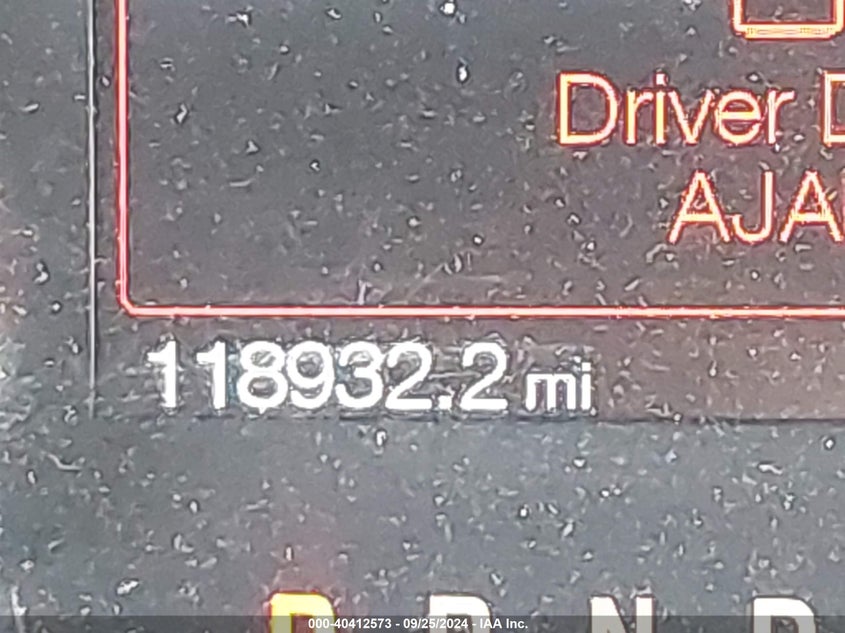 Driver D
AJA
118932.2 mi
P R N D
000-40412573 - 09/25/2024 - IAA Inc.